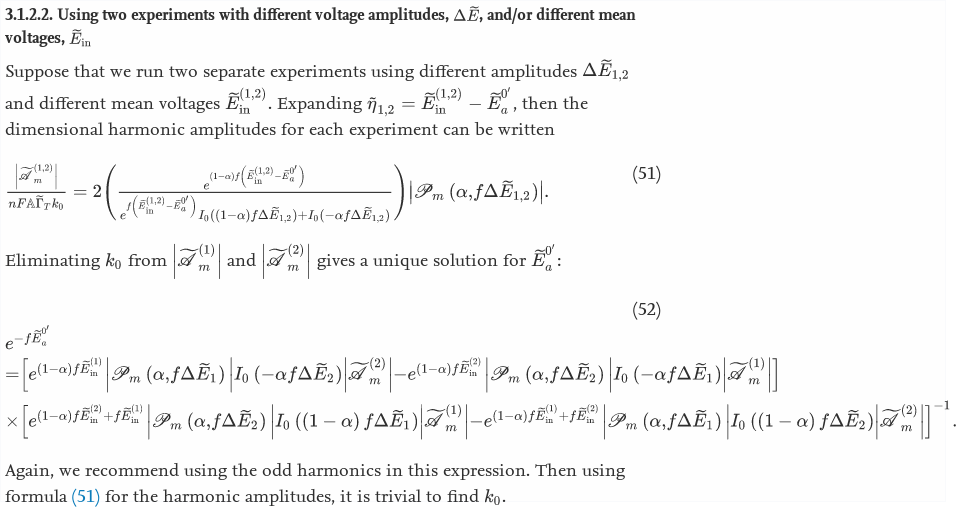 3.1.2.2. Using two experiments with different voltage amplitudes, $\Delta\widetilde{E}$, and/or different mean
voltages, $\widetilde{E}_{\text{in}}$
Suppose that we run two separate experiments using different amplitudes $\Delta\widetilde{E}_{1,2}$
and different mean voltages $\widetilde{E}_{\text{in}}^{(1,2)}$. Expanding $\tilde{\eta}_{1,2} = \widetilde{E}_{\text{in}}^{(1,2)} - \widetilde{E}_a^{0'}$, then the
dimensional harmonic amplitudes for each experiment can be written
$\frac{\left|\widetilde{\mathscr{A}}_m^{(1,2)}\right|}{nF\mathbb{A}\widetilde{\Gamma}_T k_0} = 2\left(\frac{e^{(1-\alpha)f\left(\widetilde{E}_{\text{in}}^{(1,2)}-\widetilde{E}_a^{0'}\right)}}{e^{f\left(\widetilde{E}_{\text{in}}^{(1,2)}-\widetilde{E}_a^{0'}\right)}I_0((1-\alpha)f\Delta\widetilde{E}_{1,2})+I_0(-\alpha f\Delta\widetilde{E}_{1,2})}\right)\left|\mathscr{P}_m\left(\alpha,f\Delta\widetilde{E}_{1,2}\right)\right|.$ (51)
Eliminating $k_0$ from $\left|\widetilde{\mathscr{A}}_m^{(1)}\right|$ and $\left|\widetilde{\mathscr{A}}_m^{(2)}\right|$ gives a unique solution for $\widetilde{E}_a^{0'}$:
(52)
$e^{-f\widetilde{E}_a^{0'}}$
$=\left[e^{(1-\alpha)f\widetilde{E}_{\text{in}}^{(1)}}\left|\mathscr{P}_m\left(\alpha,f\Delta\widetilde{E}_1\right)\right|I_0\left(-\alpha f\Delta\widetilde{E}_2\right)\left|\widetilde{\mathscr{A}}_m^{(2)}\right|-e^{(1-\alpha)f\widetilde{E}_{\text{in}}^{(2)}}\left|\mathscr{P}_m\left(\alpha,f\Delta\widetilde{E}_2\right)\right|I_0\left(-\alpha f\Delta\widetilde{E}_1\right)\left|\widetilde{\mathscr{A}}_m^{(1)}\right|\right]$
$\times\left[e^{(1-\alpha)f\widetilde{E}_{\text{in}}^{(2)}+f\widetilde{E}_{\text{in}}^{(1)}}\left|\mathscr{P}_m\left(\alpha,f\Delta\widetilde{E}_2\right)\right|I_0\left((1-\alpha)f\Delta\widetilde{E}_1\right)\left|\widetilde{\mathscr{A}}_m^{(1)}\right|-e^{(1-\alpha)f\widetilde{E}_{\text{in}}^{(1)}+f\widetilde{E}_{\text{in}}^{(2)}}\left|\mathscr{P}_m\left(\alpha,f\Delta\widetilde{E}_1\right)\right|I_0\left((1-\alpha)f\Delta\widetilde{E}_2\right)\left|\widetilde{\mathscr{A}}_m^{(2)}\right|\right]^{-1}.$
Again, we recommend using the odd harmonics in this expression. Then using
formula (51) for the harmonic amplitudes, it is trivial to find $k_0$.